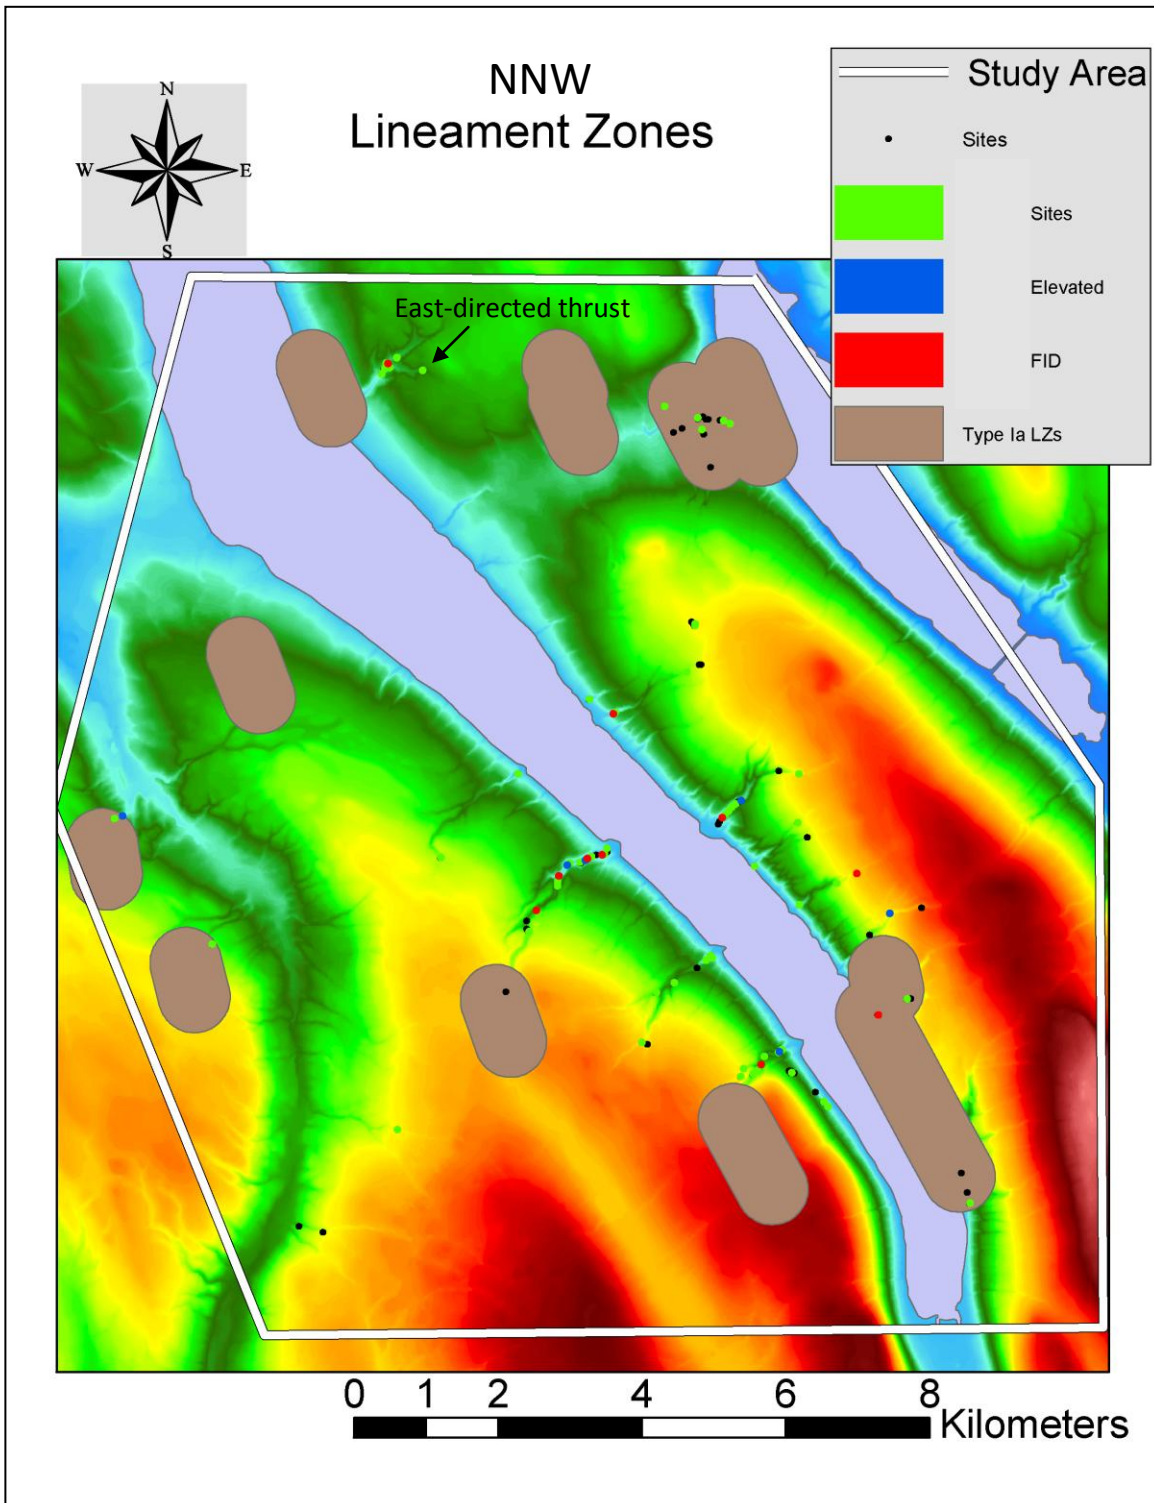 NNW
Lineament Zones
N
W
E
S
Study Area
Sites
Sites
Elevated
FID
Type Ia LZs
East-directed thrust
0 1 2 4 6 8
Kilometers